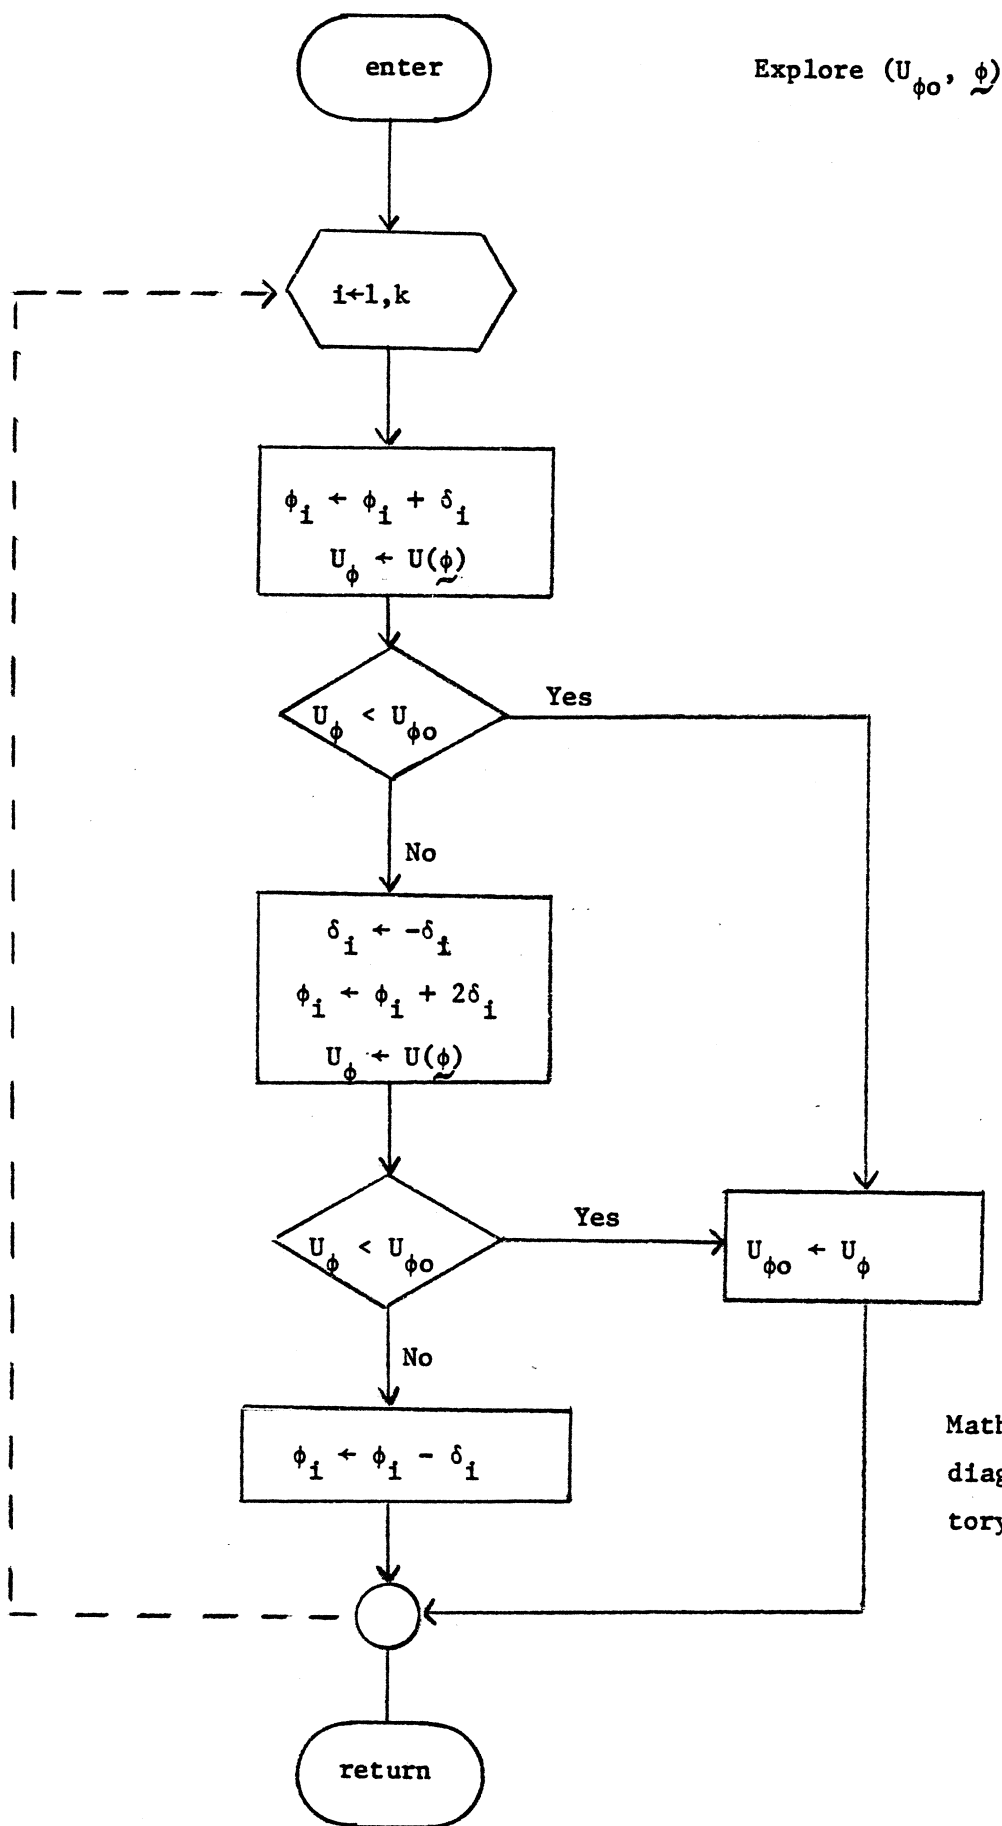 enter
Explore (U_ϕo, ϕ̰)
i←1,k
ϕ_i ← ϕ_i + δ_i
U_ϕ ← U(ϕ̰)
U_ϕ < U_ϕo
Yes
No
δ_i ← -δ_i
ϕ_i ← ϕ_i + 2δ_i
U_ϕ ← U(ϕ̰)
U_ϕ < U_ϕo
Yes
U_ϕo ← U_ϕ
No
ϕ_i ← ϕ_i - δ_i
Math
diag
tory
return